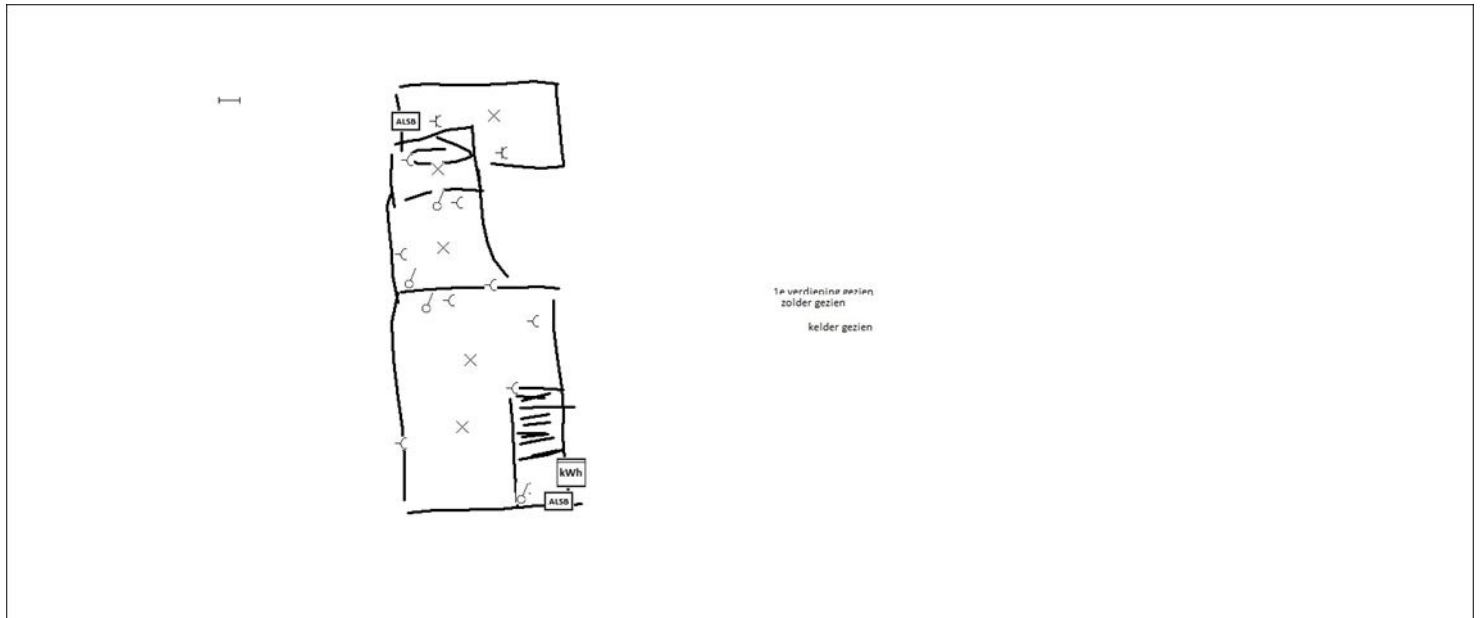 ALSB
1e verdieping gezien
zolder gezien
kelder gezien
kWh
ALSB